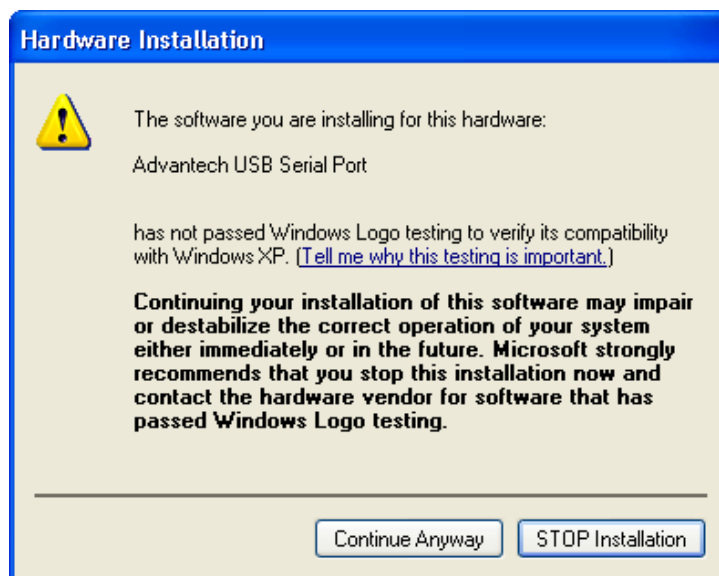 Hardware Installation
The software you are installing for this hardware:
Advantech USB Serial Port
has not passed Windows Logo testing to verify its compatibility
with Windows XP. (Tell me why this testing is important.)
Continuing your installation of this software may impair
or destabilize the correct operation of your system
either immediately or in the future. Microsoft strongly
recommends that you stop this installation now and
contact the hardware vendor for software that has
passed Windows Logo testing.
Continue Anyway STOP Installation